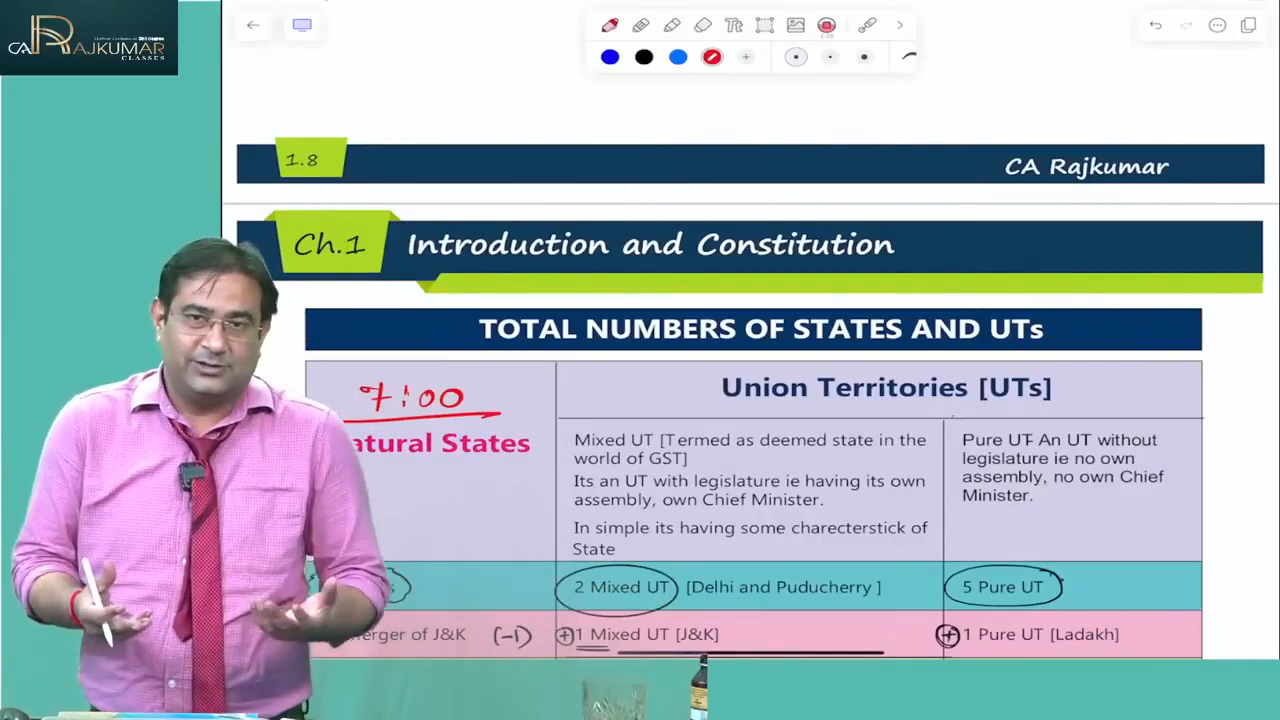 CA RAJKUMAR
CLASSES
1.8
CA Rajkumar
Ch.1 Introduction and Constitution
TOTAL NUMBERS OF STATES AND UTs
7:00
atural States
Union Territories [UTs]
Mixed UT [Termed as deemed state in the
world of GST]
Its an UT with legislature ie having its own
assembly, own Chief Minister.
In simple its having some charecterstick of
State
Pure UT- An UT without
legislature ie no own
assembly, no own Chief
Minister.
2 Mixed UT [Delhi and Puducherry ]
5 Pure UT
erger of J&K (-1)
+ 1 Mixed UT [J&K]
+ 1 Pure UT [Ladakh]